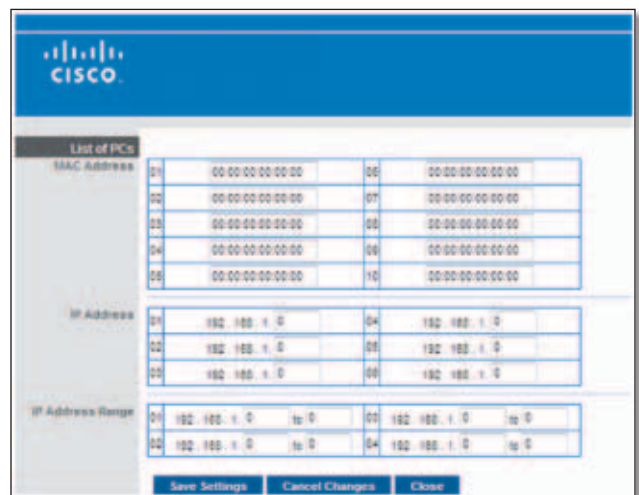 CISCO
List of PCs
MAC Address
01 00:00:00:00:00:00 06 00:00:00:00:00:00
02 00:00:00:00:00:00 07 00:00:00:00:00:00
03 00:00:00:00:00:00 08 00:00:00:00:00:00
04 00:00:00:00:00:00 09 00:00:00:00:00:00
05 00:00:00:00:00:00 10 00:00:00:00:00:00
IP Address
01 192 . 168 . 1 . 0 04 192 . 168 . 1 . 0
02 192 . 168 . 1 . 0 05 192 . 168 . 1 . 0
03 192 . 168 . 1 . 0 06 192 . 168 . 1 . 0
IP Address Range
01 192 . 168 . 1 . 0 to 0 03 192 . 168 . 1 . 0 to 0
02 192 . 168 . 1 . 0 to 0 04 192 . 168 . 1 . 0 to 0
Save Settings Cancel Changes Close